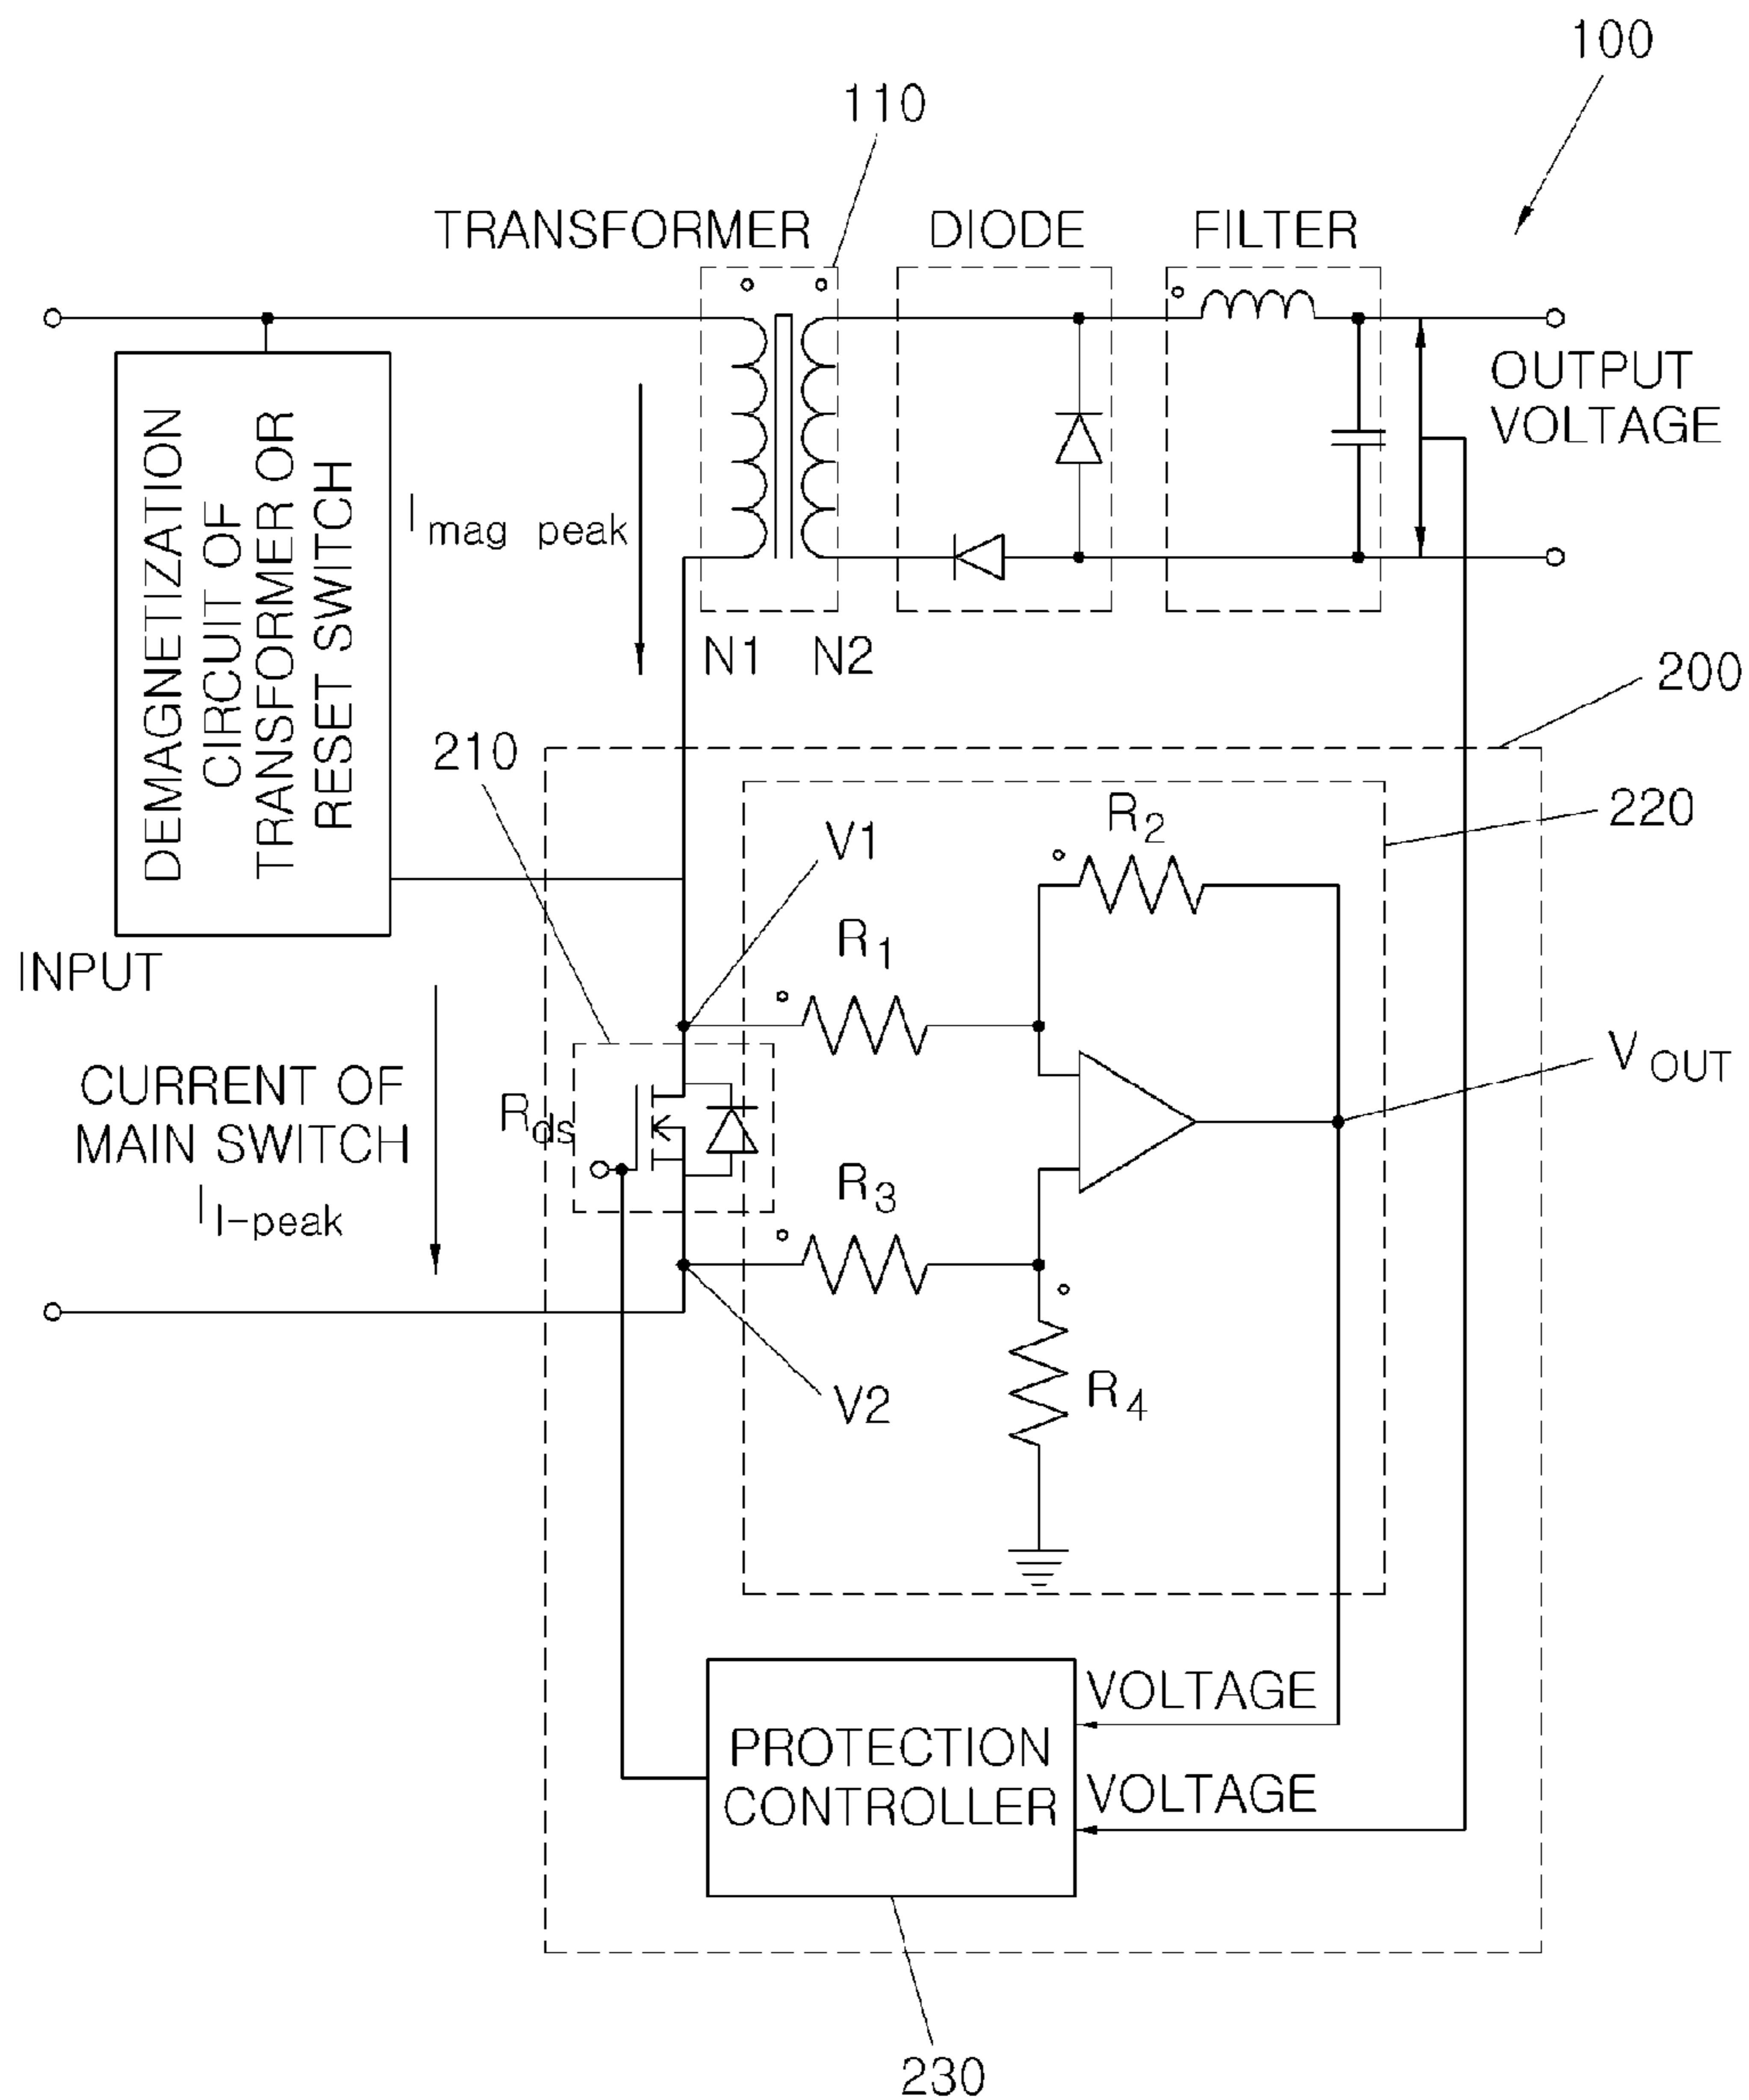 100
110
TRANSFORMER
DIODE
FILTER
OUTPUT
VOLTAGE
DEMAGNETIZATION
CIRCUIT OF
TRANSFORMER OR
RESET SWITCH
I mag peak
N1
N2
200
210
220
R2
V1
R1
INPUT
CURRENT OF
MAIN SWITCH
I I-peak
Rds
VOUT
R3
V2
R4
VOLTAGE
PROTECTION
CONTROLLER
VOLTAGE
230